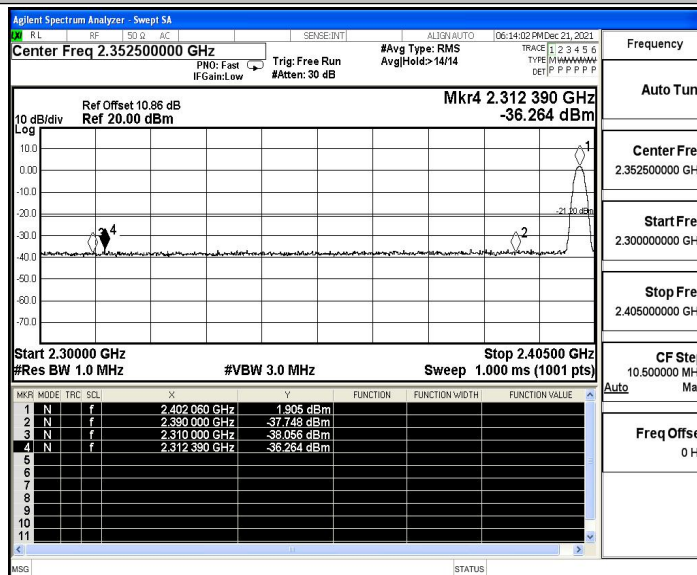 Agilent Spectrum Analyzer - Swept SA
LXI RL RF 50 Ω AC SENSE:INT ALIGN AUTO 06:14:02 PM Dec 21, 2021
Center Freq 2.352500000 GHz
PNO: Fast
IFGain:Low
Trig: Free Run
#Atten: 30 dB
#Avg Type: RMS
Avg|Hold:>14/14
TRACE 1 2 3 4 5 6
TYPE M
DET P P P P P P
Ref Offset 10.86 dB
10 dB/div Ref 20.00 dBm
Log
Mkr4 2.312 390 GHz
-36.264 dBm
10.0
0.00
-10.0
-20.0
-30.0
-40.0
-50.0
-60.0
-70.0
1
-21.20 dBm
2
3
4
Start 2.30000 GHz Stop 2.40500 GHz
#Res BW 1.0 MHz #VBW 3.0 MHz Sweep 1.000 ms (1001 pts)
MKR MODE TRC SCL X Y FUNCTION FUNCTION WIDTH FUNCTION VALUE
1 N f 2.402 060 GHz 1.905 dBm
2 N f 2.390 000 GHz -37.748 dBm
3 N f 2.310 000 GHz -38.056 dBm
4 N f 2.312 390 GHz -36.264 dBm
5
6
7
8
9
10
11
MSG STATUS
Frequency
Auto Tun
Center Fre
2.352500000 GH
Start Fre
2.300000000 GH
Stop Fre
2.405000000 GH
CF Ste
10.500000 MH
Auto Ma
Freq Offse
0 H